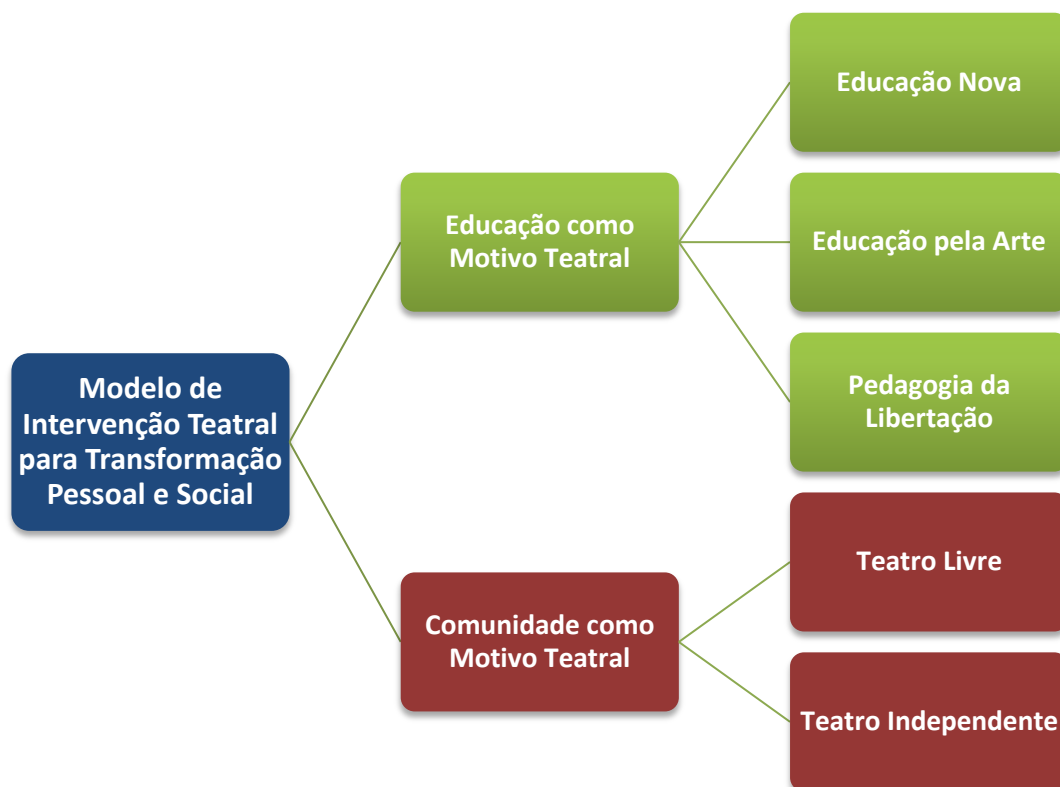 Modelo de
Intervenção Teatral
para Transformação
Pessoal e Social
Educação como
Motivo Teatral
Educação Nova
Educação pela Arte
Pedagogia da
Libertação
Comunidade como
Motivo Teatral
Teatro Livre
Teatro Independente